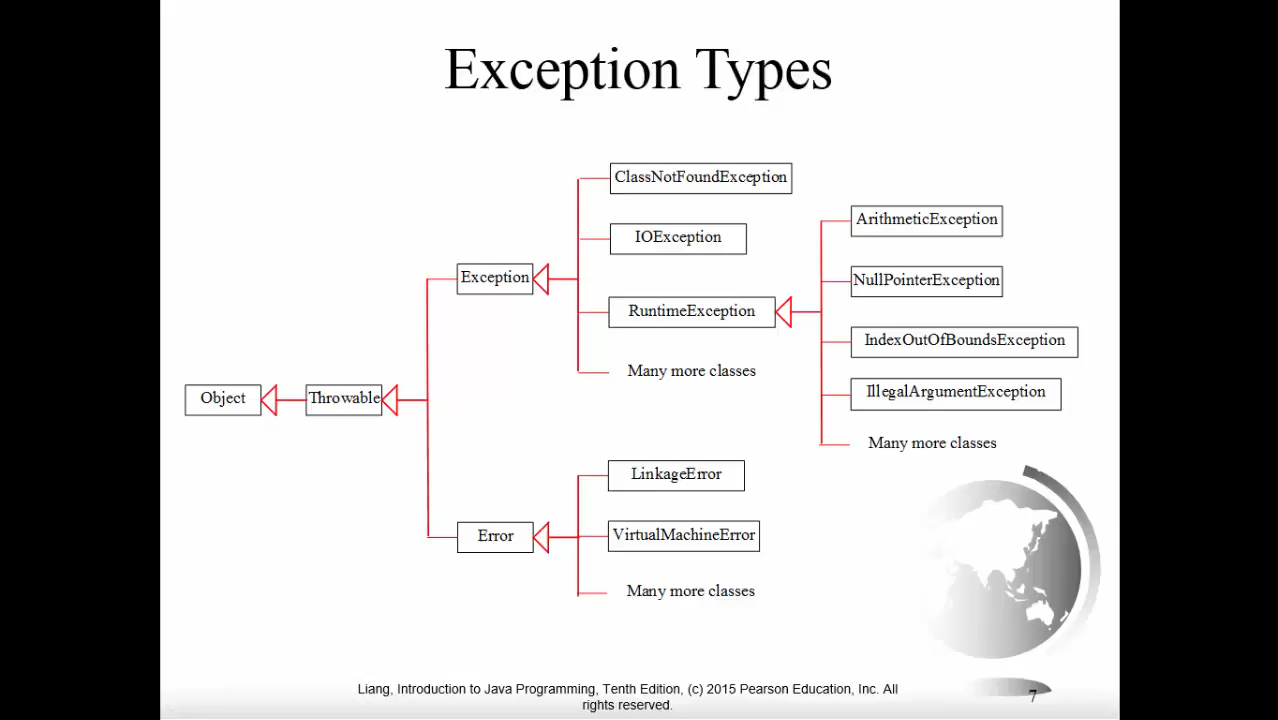 Exception Types
ClassNotFoundException
ArithmeticException
IOException
Exception
NullPointerException
RuntimeException
IndexOutOfBoundsException
Many more classes
Object
Throwable
IllegalArgumentException
Many more classes
LinkageError
Error
VirtualMachineError
Many more classes
Liang, Introduction to Java Programming, Tenth Edition, (c) 2015 Pearson Education, Inc. All
rights reserved.
7